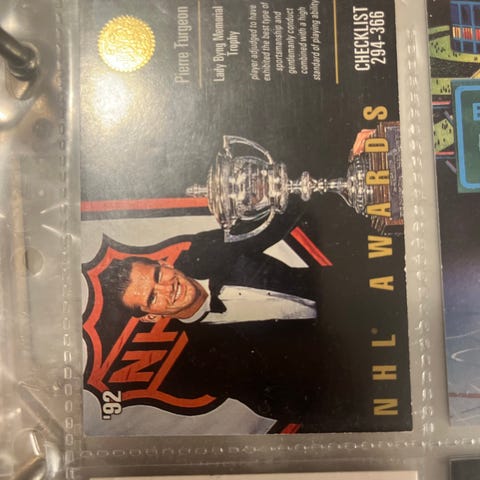 Pierre Turgeon
Lady Byng Memorial
Trophy
player adjudged to have
exhibited the best type of
sportsmanship and
gentlemanly conduct
combined with a high
standard of playing ability
CHECKLIST
294-366
'92
NHL
NHL AWARDS